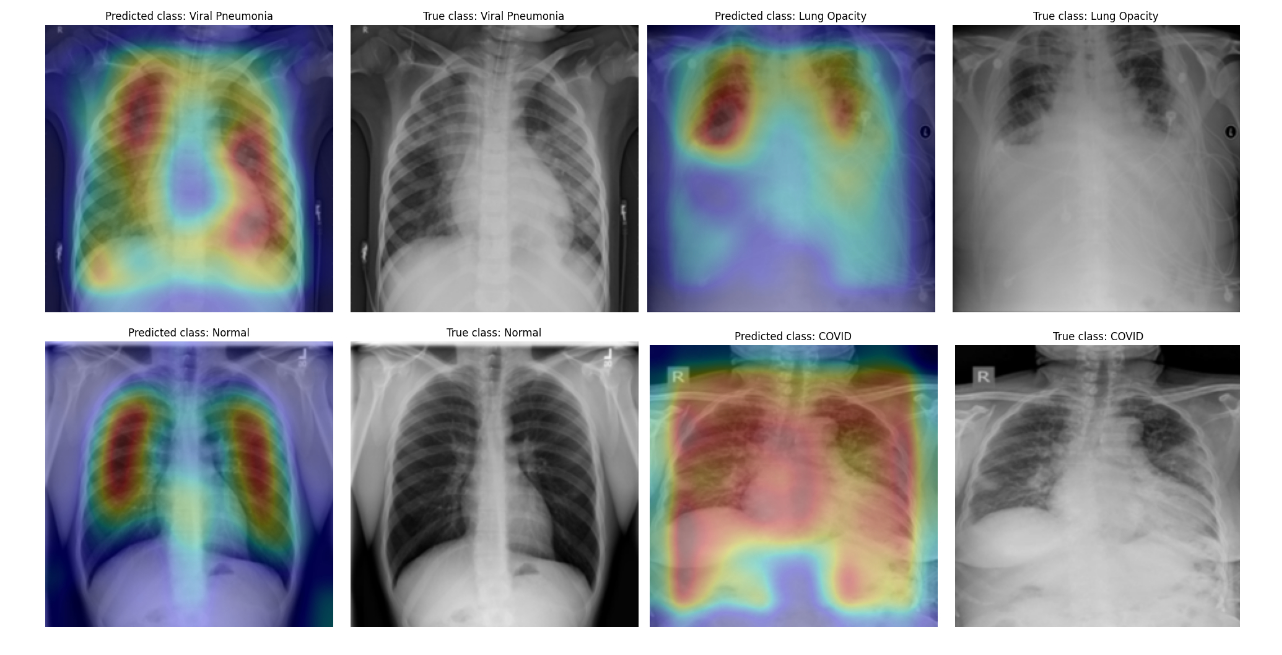 Predicted class: Viral Pneumonia
True class: Viral Pneumonia
Predicted class: Lung Opacity
True class: Lung Opacity
R
R
Predicted class: Normal
True class: Normal
L
L
Predicted class: COVID
True class: COVID
R
R